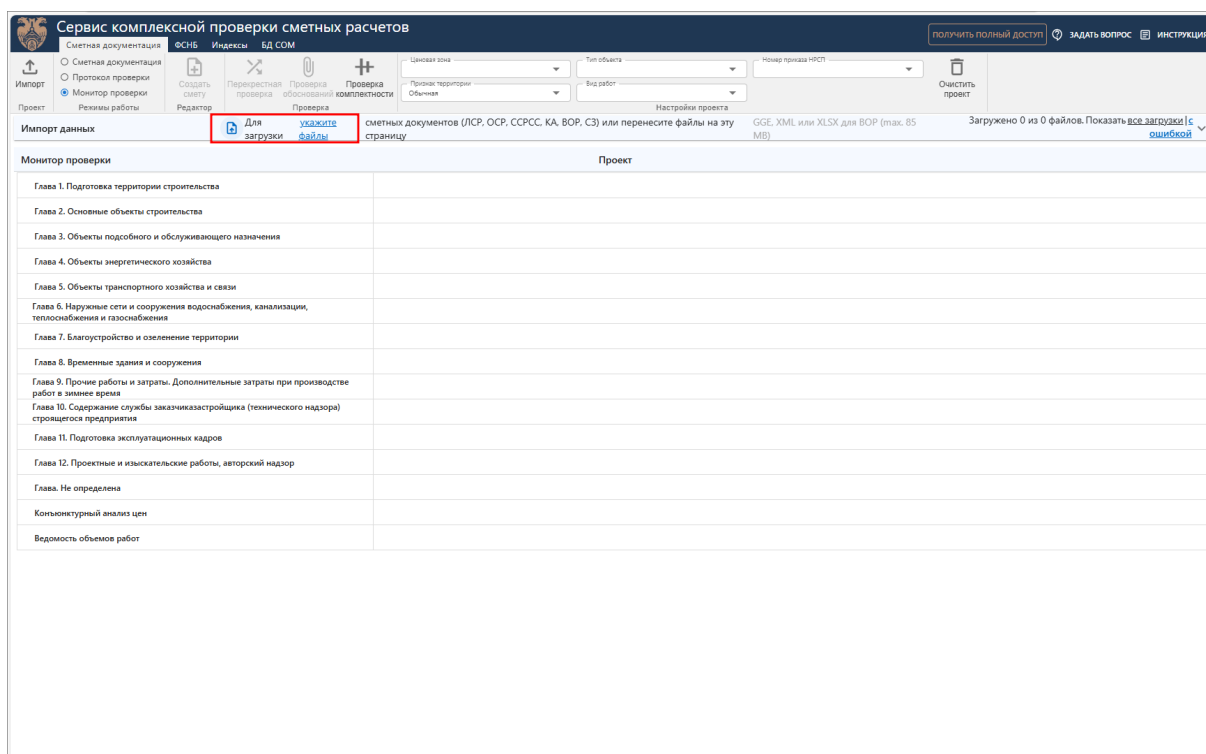 Сервис комплексной проверки сметных расчетов
Сметная документация ФСНБ Индексы БД СОМ
ПОЛУЧИТЬ ПОЛНЫЙ ДОСТУП ЗАДАТЬ ВОПРОС ИНСТРУКЦИЯ
Импорт
Проект
Сметная документация
Протокол проверки
Монитор проверки
Режимы работы
Создать
смету
Редактор
Перекрестная
проверка
Проверка
обоснований
Проверка
комплектности
Проверка
Ценовая зона
Признак территории
Обычная
Тип объекта
Вид работ
Номер приказа НРСП
Настройки проекта
Очистить
проект
Импорт данных
Для загрузки
укажите файлы
сметных документов (ЛСР, ОСР, ССРСС, КА, ВОР, СЗ) или перенесите файлы на эту
страницу
GGE, XML или XLSX для ВОР (max. 85
MB)
Загружено 0 из 0 файлов. Показать все загрузки|с
ошибкой
Монитор проверки Проект
Глава 1. Подготовка территории строительства
Глава 2. Основные объекты строительства
Глава 3. Объекты подсобного и обслуживающего назначения
Глава 4. Объекты энергетического хозяйства
Глава 5. Объекты транспортного хозяйства и связи
Глава 6. Наружные сети и сооружения водоснабжения, канализации,
теплоснабжения и газоснабжения
Глава 7. Благоустройство и озеленение территории
Глава 8. Временные здания и сооружения
Глава 9. Прочие работы и затраты. Дополнительные затраты при производстве
работ в зимнее время
Глава 10. Содержание службы заказчиказастройщика (технического надзора)
строящегося предприятия
Глава 11. Подготовка эксплуатационных кадров
Глава 12. Проектные и изыскательские работы, авторский надзор
Глава. Не определена
Конъюнктурный анализ цен
Ведомость объемов работ